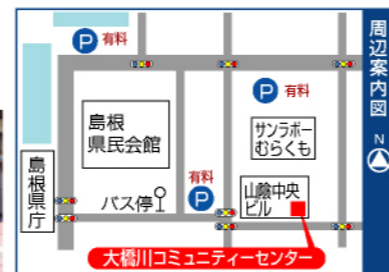 周辺案内図
N
P 有料
P 有料
島根
県民会館
サンラポー
むらくも
島根県庁
有料
P
バス停
山陰中央
ビル
大橋川コミュニティーセンター